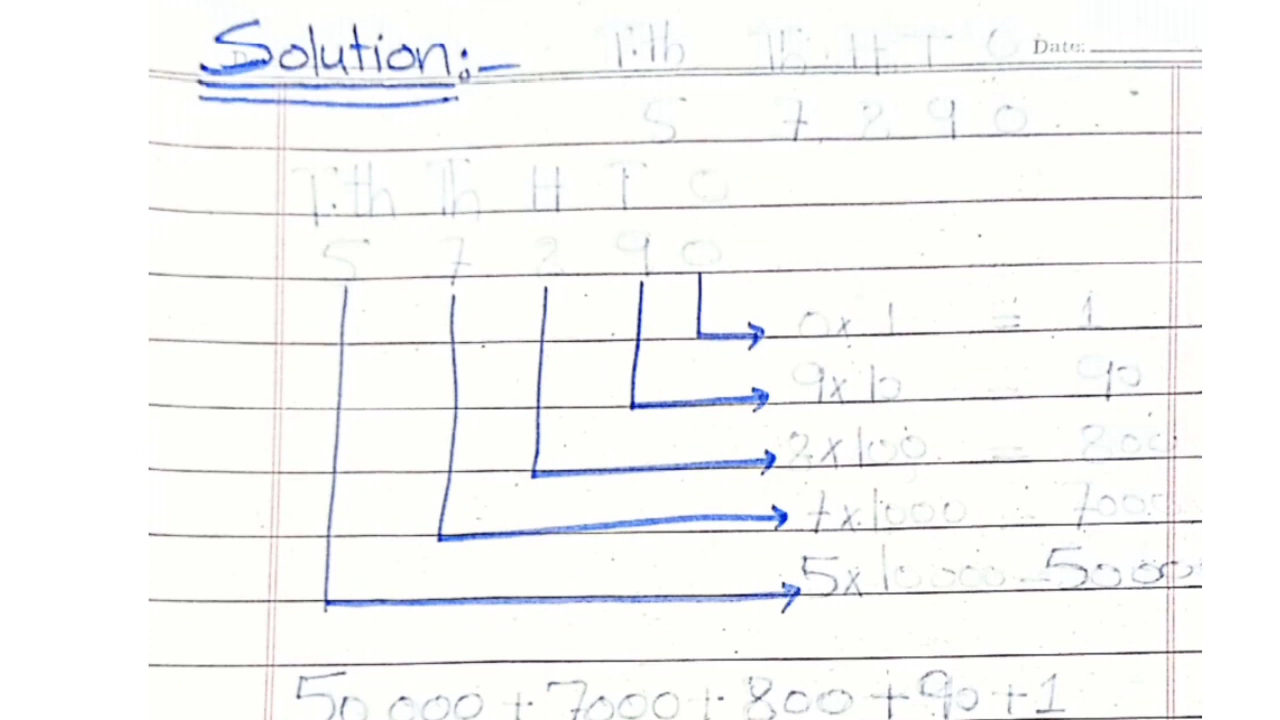 Solution:-
T.th Th H T O
Date:
5 7 8 9 0
T.th Th H T O
5 7 8 9 0
0x1 = 1
9x10 = 90
8x100 = 800
7x1000 = 7000
5x10000 = 50000
50000 + 7000 + 800 + 90 + 1